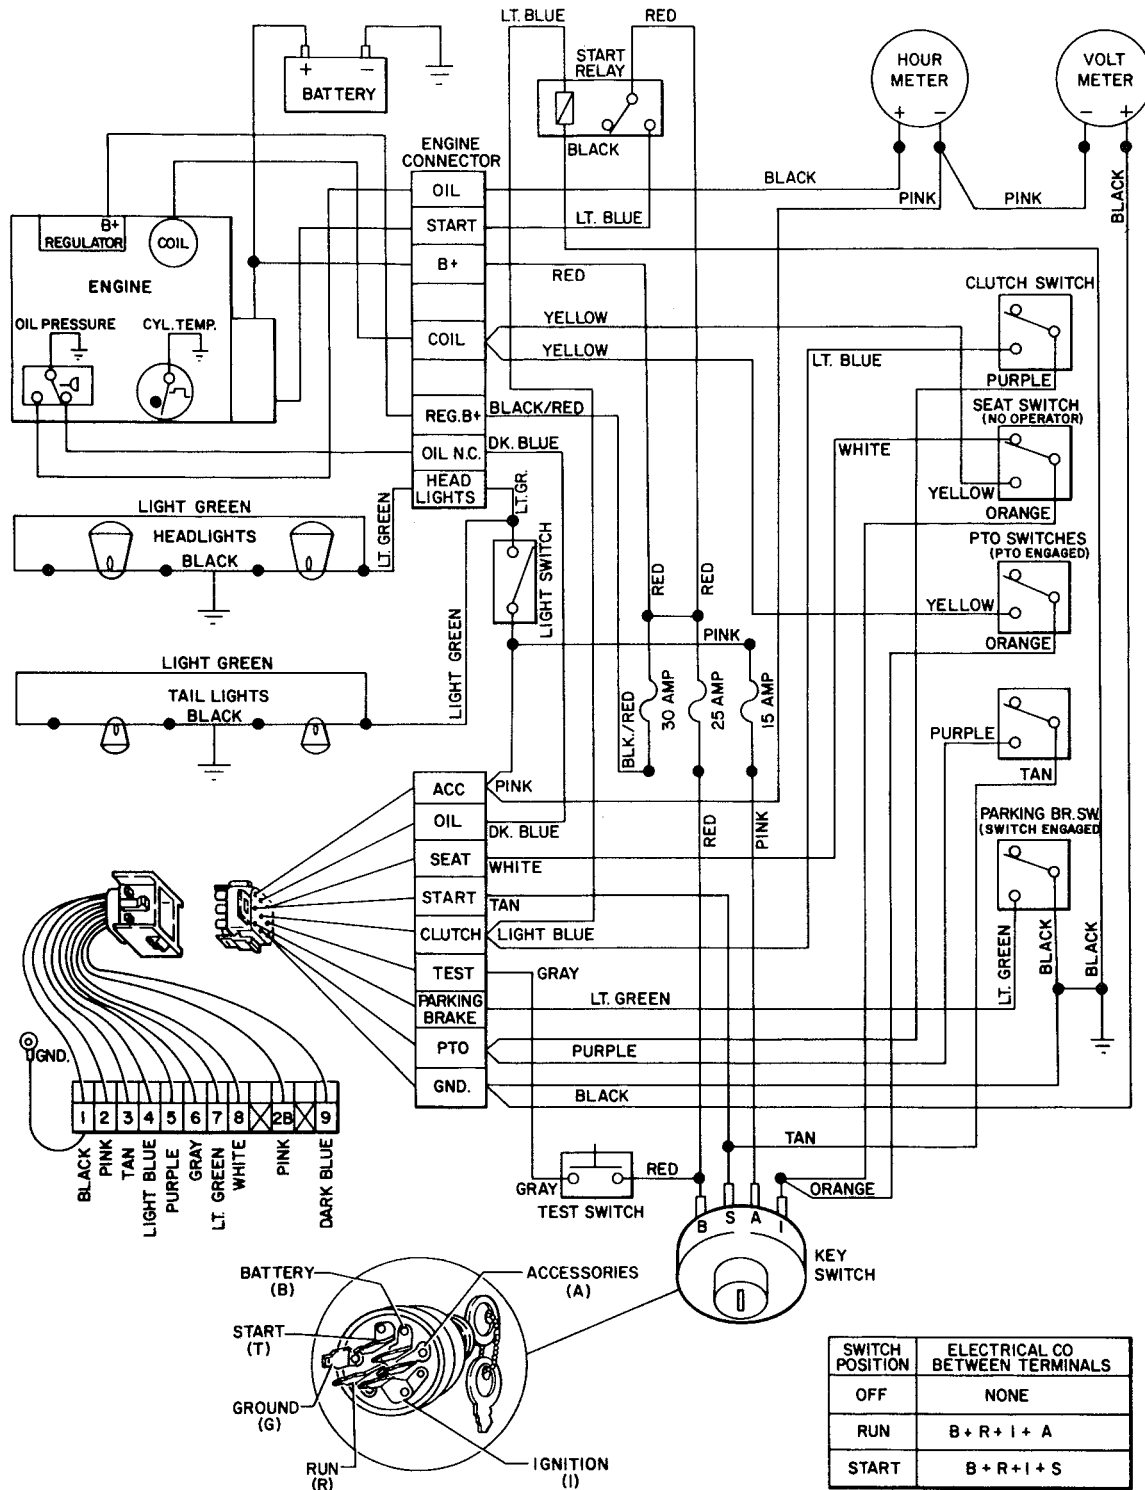 LT. BLUE
RED
START
RELAY
HOUR
METER
+
−
VOLT
METER
−
+
+
−
BATTERY
BLACK
ENGINE
CONNECTOR
OIL
START
B+
COIL
REG. B+
OIL N.C.
HEAD
LIGHTS
BLACK
LT. BLUE
PINK
PINK
BLACK
B+
REGULATOR
COIL
ENGINE
OIL PRESSURE
CYL. TEMP.
RED
YELLOW
YELLOW
BLACK/RED
DK. BLUE
LT. GR.
CLUTCH SWITCH
LT. BLUE
PURPLE
SEAT SWITCH
(NO OPERATOR)
WHITE
YELLOW
ORANGE
PTO SWITCHES
(PTO ENGAGED)
YELLOW
ORANGE
LIGHT GREEN
HEADLIGHTS
BLACK
LT. GREEN
LIGHT SWITCH
RED
RED
PINK
LIGHT GREEN
LIGHT GREEN
TAIL LIGHTS
BLACK
BLK./RED
30 AMP
25 AMP
15 AMP
PURPLE
TAN
PARKING BR. SW.
(SWITCH ENGAGED
ACC
PINK
OIL
DK. BLUE
SEAT
WHITE
START
TAN
CLUTCH
LIGHT BLUE
TEST
GRAY
PARKING
BRAKE
LT. GREEN
PTO
PURPLE
GND.
BLACK
RED
PINK
LT. GREEN
BLACK
BLACK
GND.
1 2 3 4 5 6 7 8 2B 9
BLACK
PINK
TAN
LIGHT BLUE
PURPLE
GRAY
LT. GREEN
WHITE
PINK
DARK BLUE
TAN
GRAY
RED
TEST SWITCH
ORANGE
B S A I
KEY
SWITCH
BATTERY
(B)
ACCESSORIES
(A)
START
(T)
GROUND
(G)
RUN
(R)
IGNITION
(I)
SWITCH
POSITION
ELECTRICAL CO
BETWEEN TERMINALS
OFF NONE
RUN B + R + I + A
START B + R + I + S